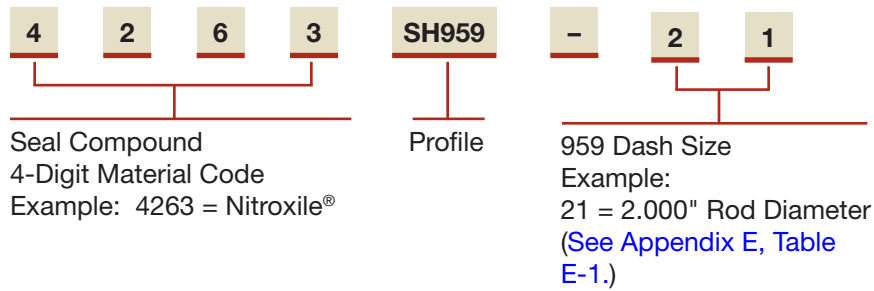 4 2 6 3 SH959 – 2 1
Seal Compound
4-Digit Material Code
Example: 4263 = Nitroxile®
Profile
959 Dash Size
Example:
21 = 2.000" Rod Diameter
(See Appendix E, Table
E-1.)